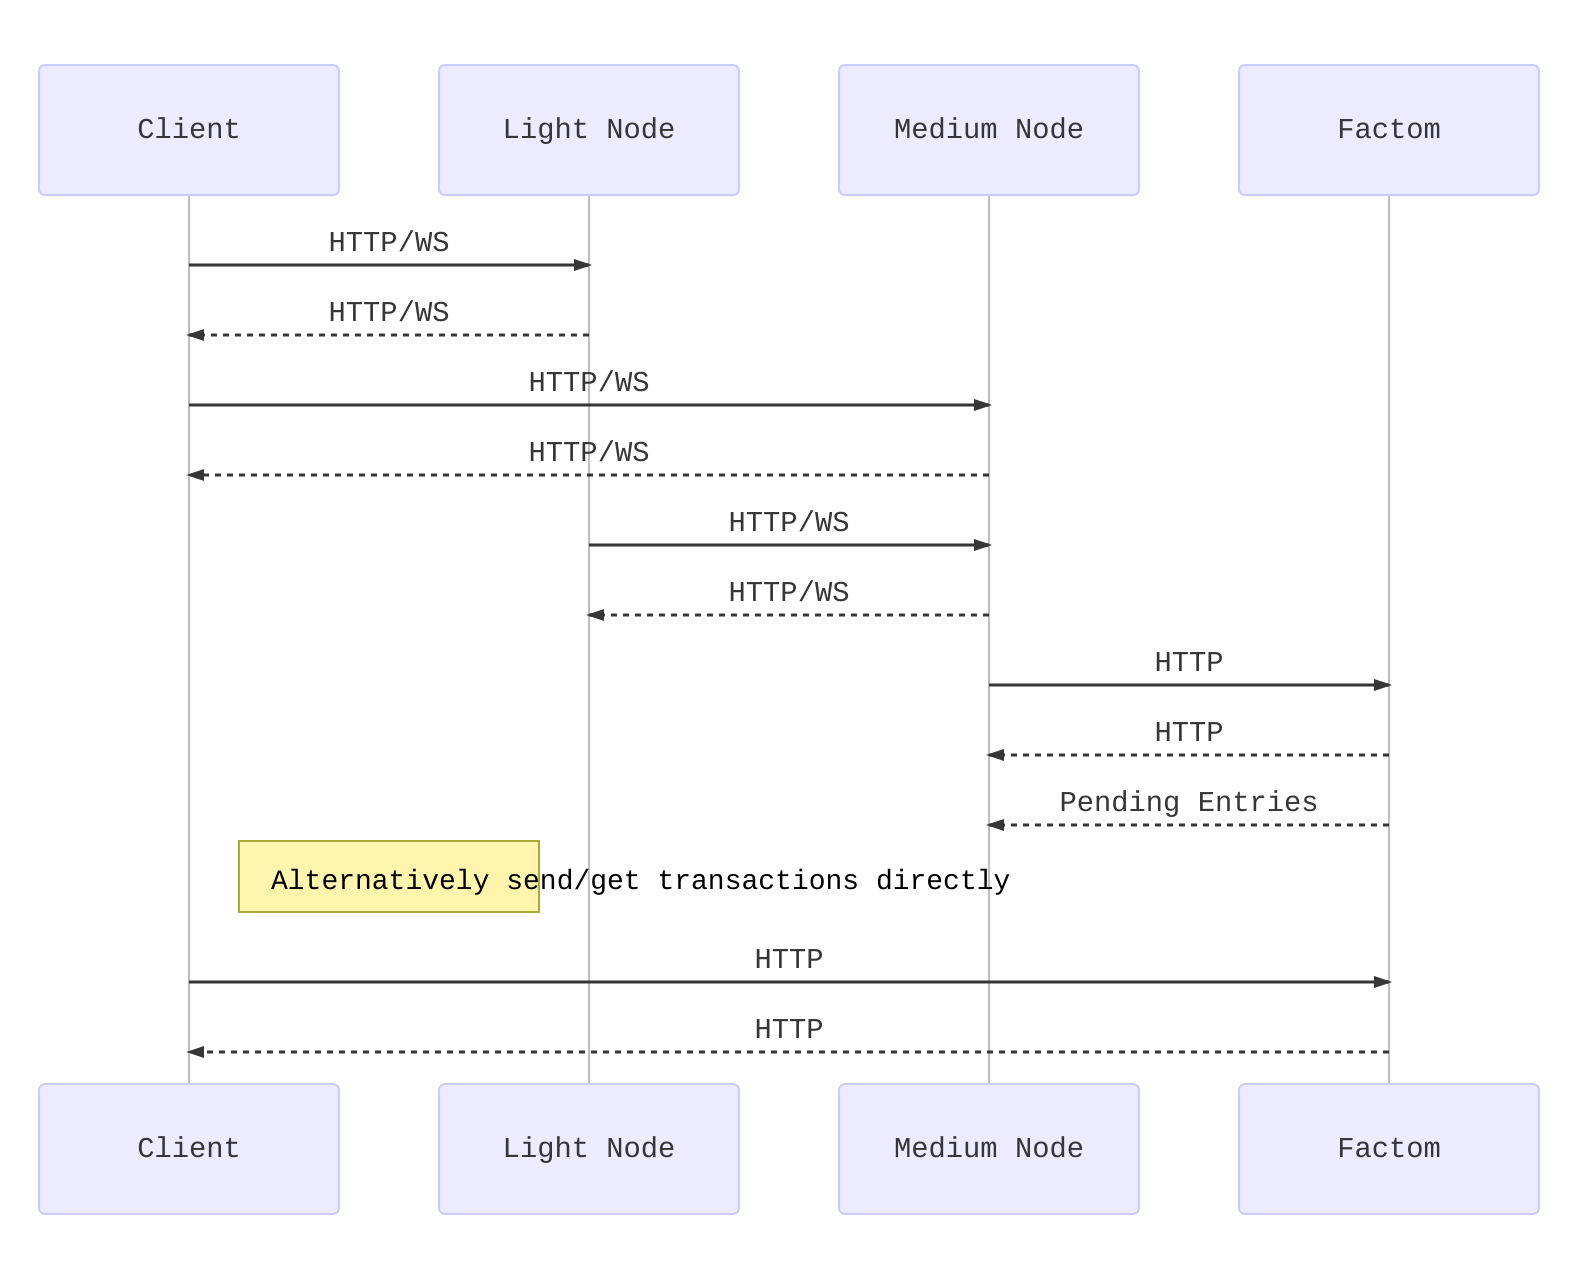 Client
Light Node
Medium Node
Factom
HTTP/WS
HTTP/WS
HTTP/WS
HTTP/WS
HTTP/WS
HTTP/WS
HTTP
HTTP
Pending Entries
Alternatively send/get transactions directly
HTTP
HTTP
Client
Light Node
Medium Node
Factom